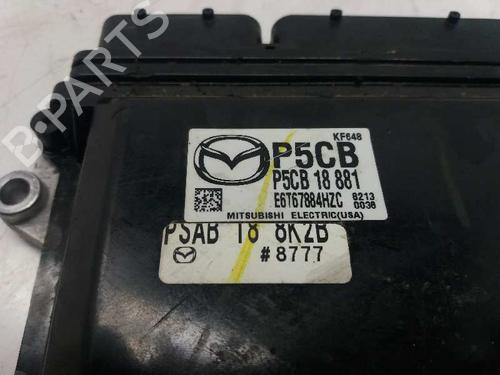 B-PARTS
KF648
P5CB
P5CB 18 881
E6T67884HZC 8213
0036
MITSUBISHI ELECTRIC(USA)
PSAB 18 8K2B
#8777